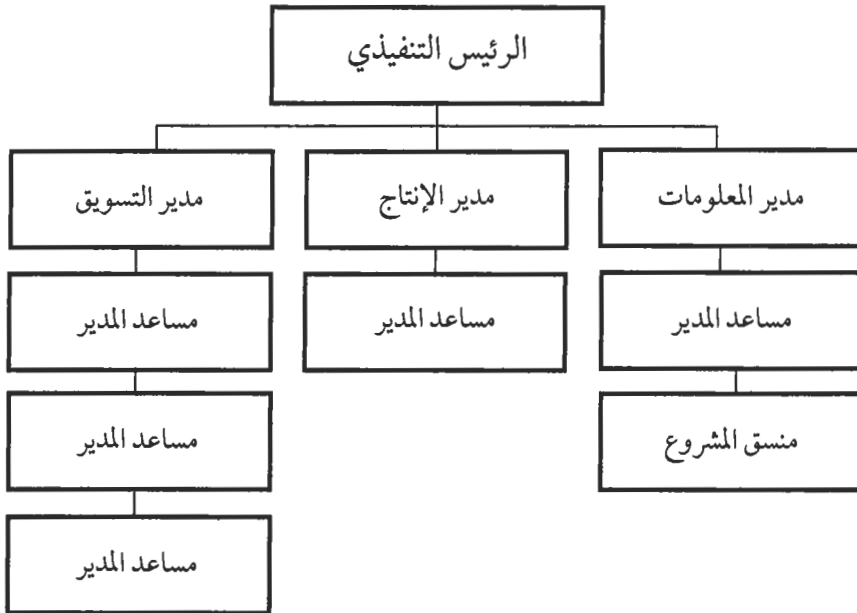 الرئيس التنفيذي
مدير المعلومات
مدير الإنتاج
مدير التسويق
مساعد المدير
مساعد المدير
مساعد المدير
منسق المشروع
مساعد المدير
مساعد المدير